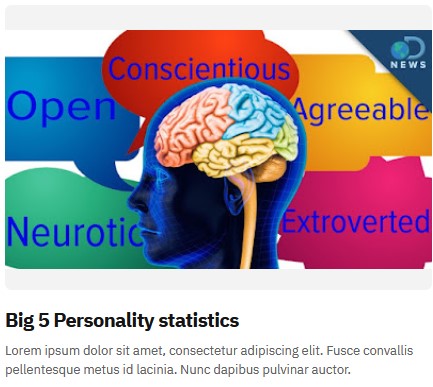 Conscientious
NEWS
Open
Agreeable
Neurotic
Extroverted
Big 5 Personality statistics
Lorem ipsum dolor sit amet, consectetur adipiscing elit. Fusce convallis
pellentesque metus id lacinia. Nunc dapibus pulvinar auctor.